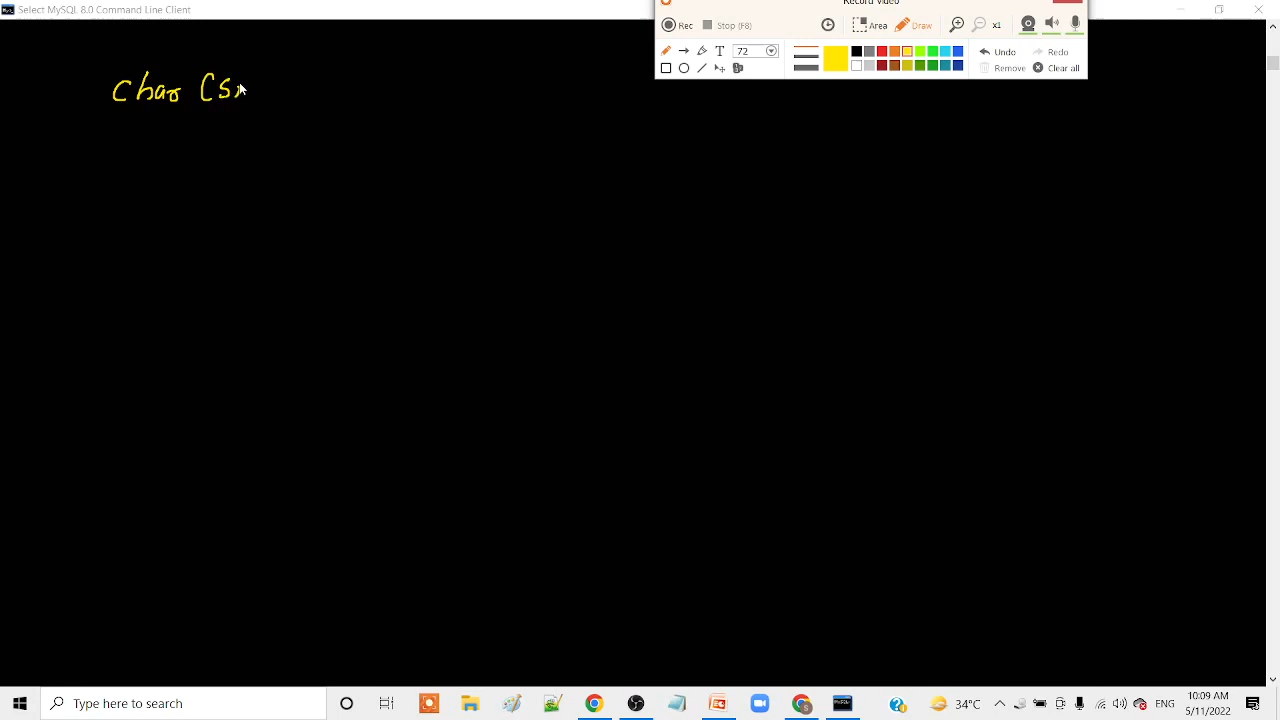 Select MySQL 8.0 Command Line Client
Record Video
Rec Stop (F8) Area Draw x1
72 Undo Redo
Remove Clear all
Char (S
Type here to search
34°C ENG 10:09 AM 5/11/2022